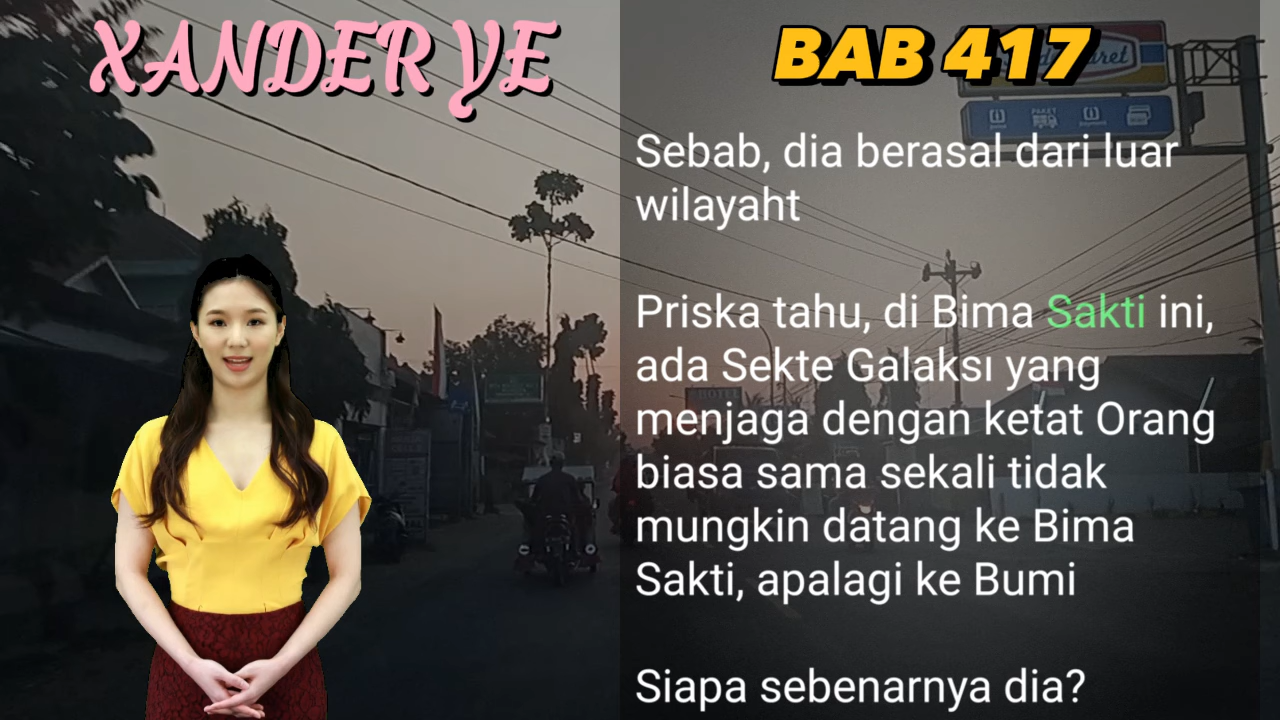 XANDER YE
BAB 417
Sebab, dia berasal dari luar
wilayaht
Priska tahu, di Bima Sakti ini,
ada Sekte Galaksı yang
menjaga dengan ketat Orang
biasa sama sekali tidak
mungkin datang ke Bima
Sakti, apalagi ke Bumi
Siapa sebenarnya dia?